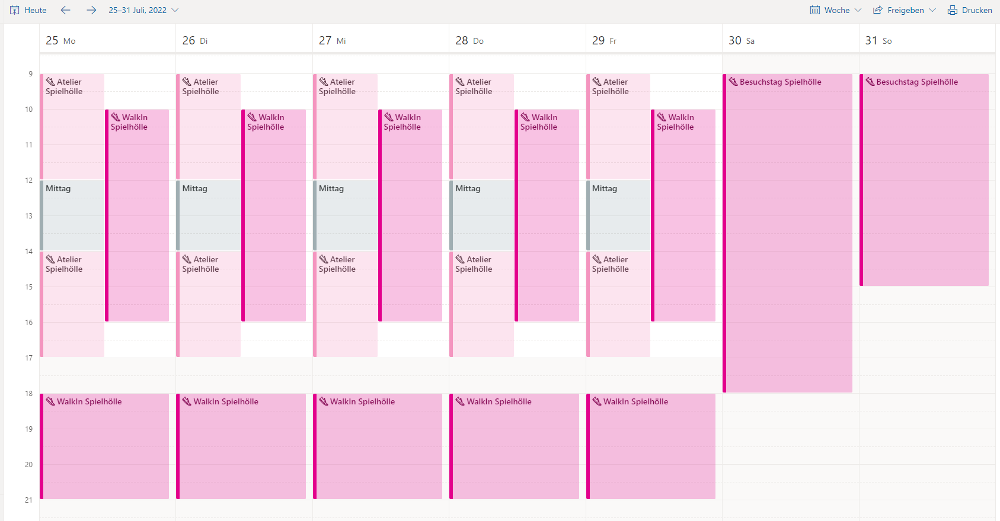 Heute
25–31 Juli, 2022
Woche
Freigeben
Drucken
25 Mo
26 Di
27 Mi
28 Do
29 Fr
30 Sa
31 So
9
Atelier
Spielhölle
Atelier
Spielhölle
Atelier
Spielhölle
Atelier
Spielhölle
Atelier
Spielhölle
Besuchstag Spielhölle
Besuchstag Spielhölle
10
WalkIn
Spielhölle
WalkIn
Spielhölle
WalkIn
Spielhölle
WalkIn
Spielhölle
WalkIn
Spielhölle
11
12
Mittag
Mittag
Mittag
Mittag
Mittag
13
14
Atelier
Spielhölle
Atelier
Spielhölle
Atelier
Spielhölle
Atelier
Spielhölle
Atelier
Spielhölle
15
16
17
18
WalkIn Spielhölle
WalkIn Spielhölle
WalkIn Spielhölle
WalkIn Spielhölle
WalkIn Spielhölle
19
20
21